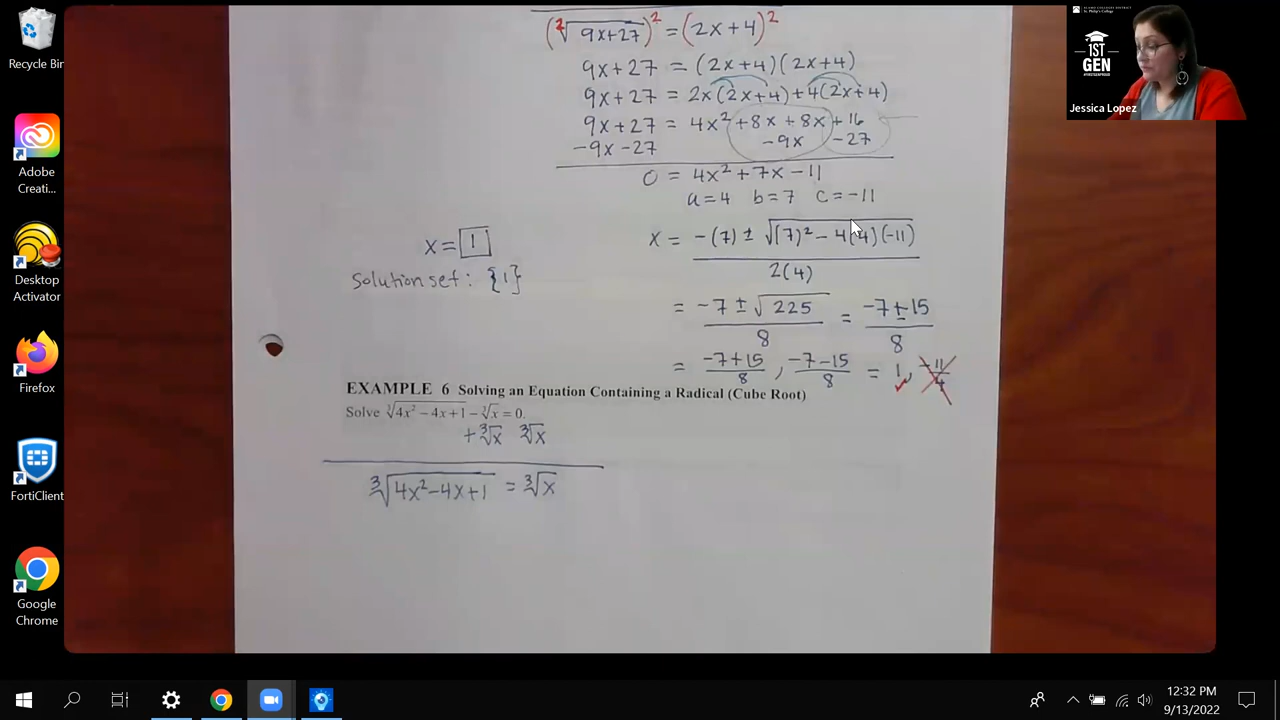 Recycle Bin
Adobe
Creati...
Desktop
Activator
Firefox
FortiClient
Google
Chrome
(²√9x+27)² = (2x+4)²
9x+27 = (2x+4)(2x+4)
9x+27 = 2x(2x+4)+4(2x+4)
9x+27 = 4x²+8x+8x+16
-9x -27 -9x -27
0 = 4x²+7x-11
a=4 b=7 c=-11
x = 1
Solution set: {1}
x = -(7) ± √(7)²-4(4)(-11)
2(4)
= -7 ± √225 = -7±15
8 8
= -7+15 , -7-15 = 1, -11
8 8 4
EXAMPLE 6 Solving an Equation Containing a Radical (Cube Root)
Solve ∛4x² − 4x + 1 − ∛x = 0.
+∛x ∛x
∛4x²-4x+1 = ∛x
1ST
GEN
Jessica Lopez
12:32 PM
9/13/2022